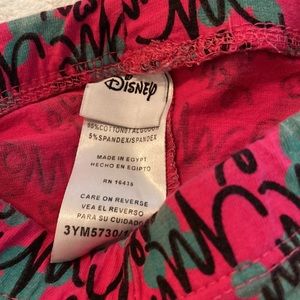 Disney
95%COTTON/ALGODON
5%SPANDEX/SPANDEX
MADE IN EGYPT
HECHO EN EGIPTO
RN 16435
CARE ON REVERSE
VEA EL REVERSO
PARA SU CUIDADO
3YM5730/